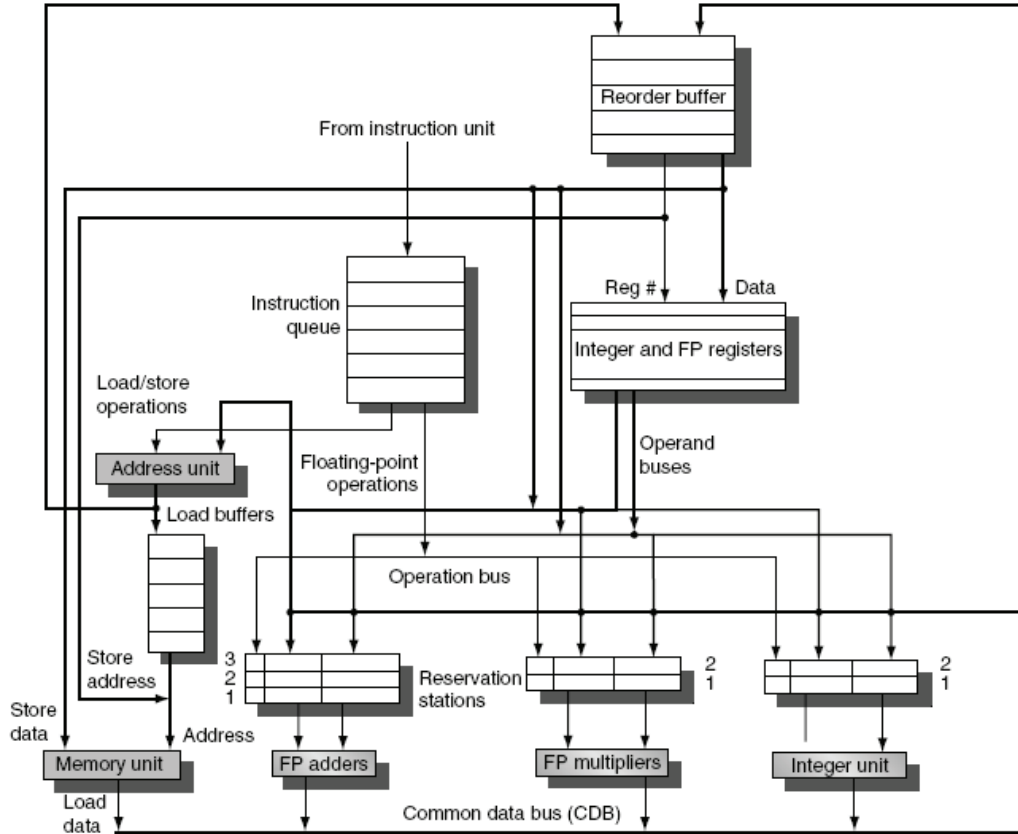 Reorder buffer
From instruction unit
Reg #
Data
Instruction
queue
Integer and FP registers
Load/store
operations
Operand
buses
Address unit
Floating-point
operations
Load buffers
Operation bus
Store
address
3
2
1
Reservation
stations
2
1
2
1
Store
data
Address
Memory unit
FP adders
FP multipliers
Integer unit
Load
data
Common data bus (CDB)